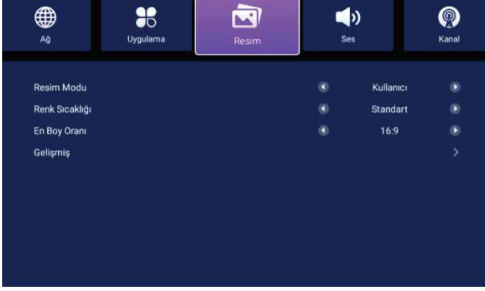 Ağ Uygulama Resim Ses Kanal
Resim Modu Kullanıcı
Renk Sıcaklığı Standart
En Boy Oranı 16:9
Gelişmiş